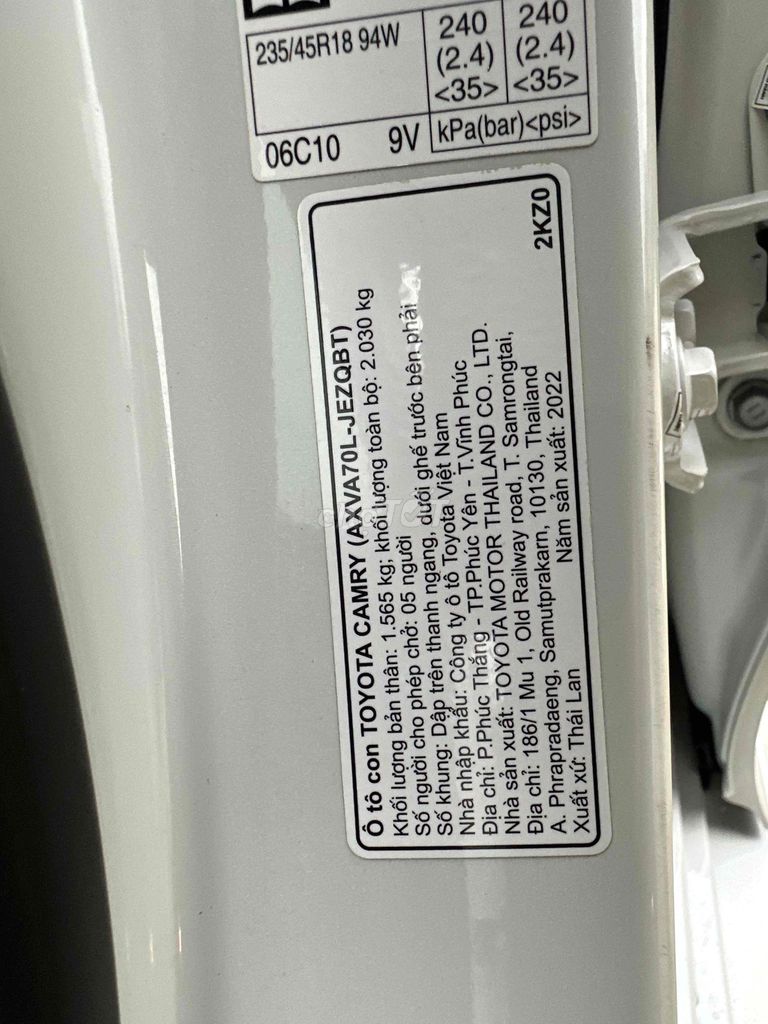 235/45R18 94W
240
(2.4)
<35>
240
(2.4)
<35>
06C10 9V kPa(bar)<psi>
Ô tô con TOYOTA CAMRY (AXVA70L-JEZQBT)
Khối lượng bản thân: 1.565 kg; khối lượng toàn bộ: 2.030 kg
Số người cho phép chở: 05 người
Số khung: Dập trên thanh ngang, dưới ghế trước bên phải
Nhà nhập khẩu: Công ty ô tô Toyota Việt Nam
Địa chỉ: P.Phúc Thắng - TP.Phúc Yên - T.Vĩnh Phúc
Nhà sản xuất: TOYOTA MOTOR THAILAND CO., LTD.
Địa chỉ: 186/1 Mu 1, Old Railway road, T. Samrongtai,
A. Phrapradaeng, Samutprakarn, 10130, Thailand
Xuất xứ: Thái Lan Năm sản xuất: 2022
2KZ0
chợTỐT